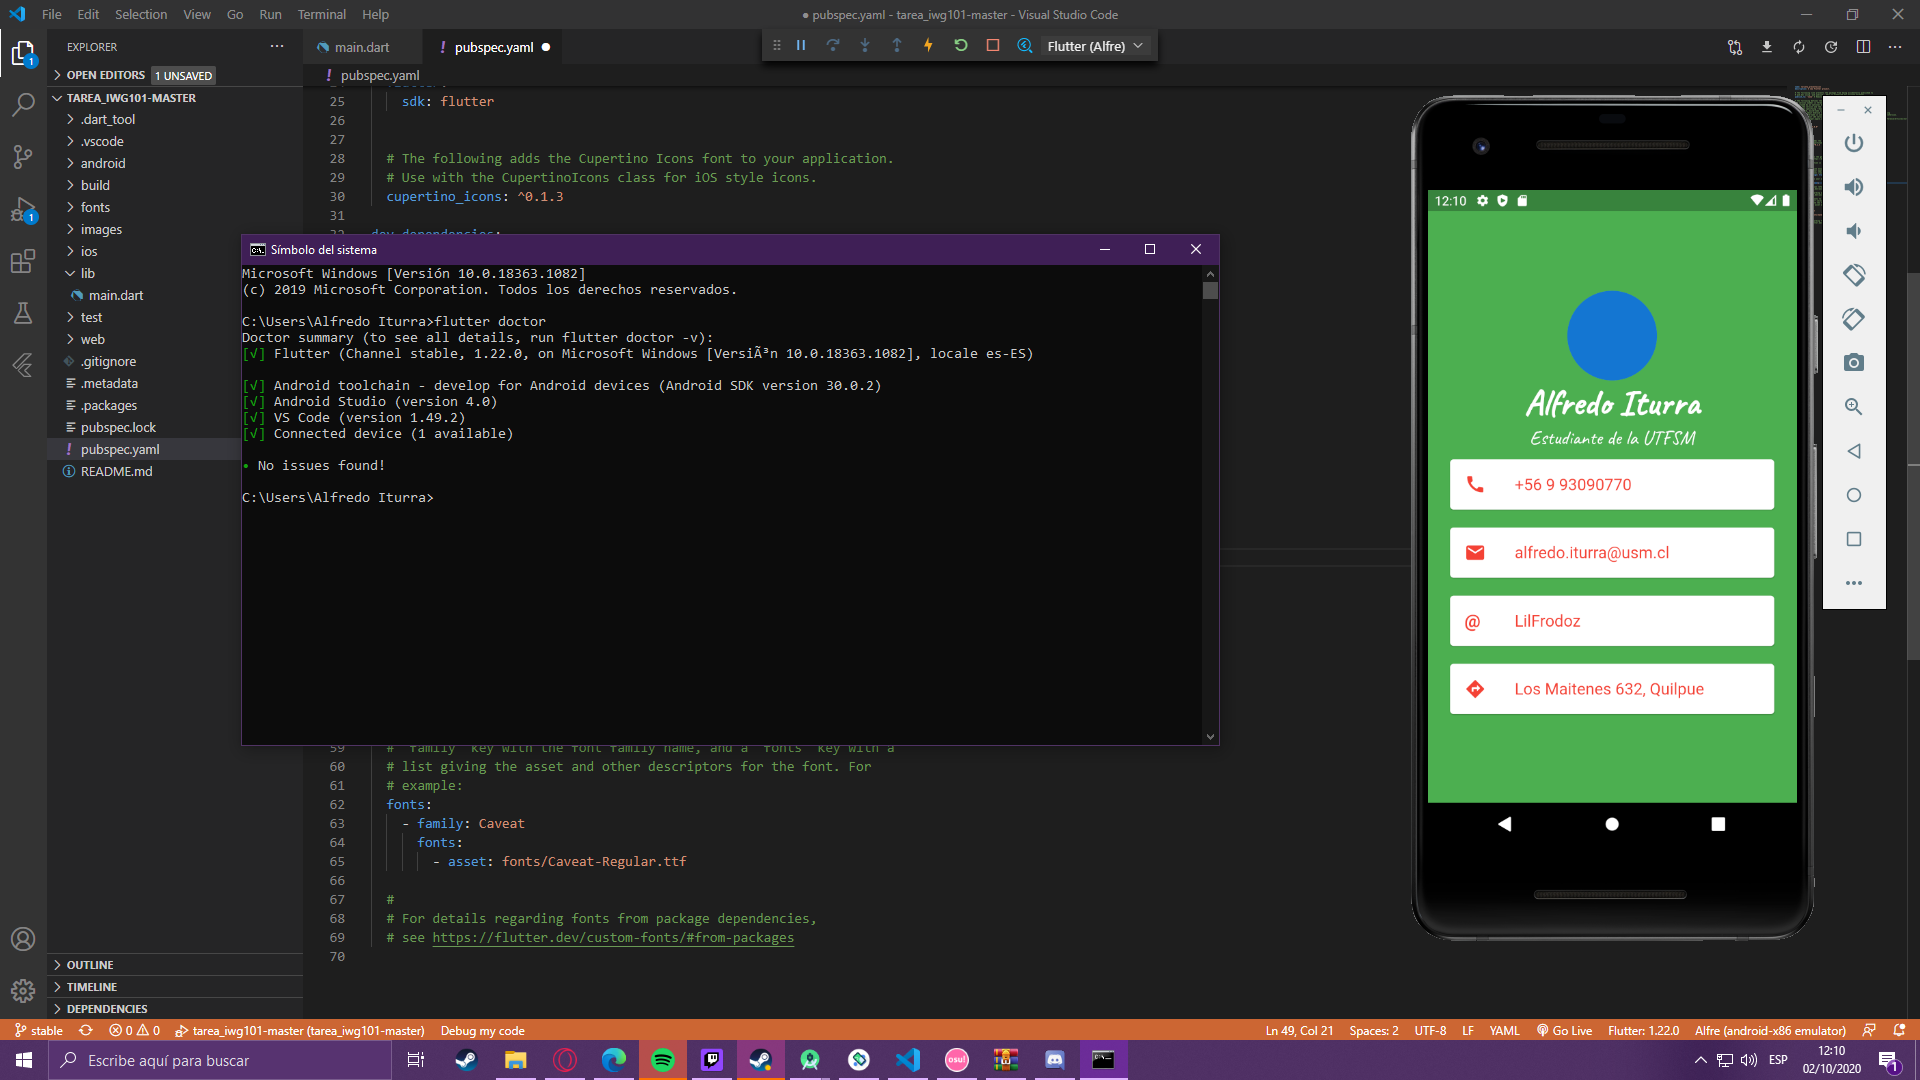 File Edit Selection View Go Run Terminal Help
● pubspec.yaml - tarea_iwg101-master - Visual Studio Code
EXPLORER
main.dart
! pubspec.yaml ●
Flutter (Alfre)
OPEN EDITORS 1 UNSAVED
! pubspec.yaml
TAREA_IWG101-MASTER
.dart_tool
.vscode
android
build
fonts
images
ios
lib
main.dart
test
web
.gitignore
.metadata
.packages
pubspec.lock
! pubspec.yaml
README.md
OUTLINE
TIMELINE
DEPENDENCIES
25 sdk: flutter
26
27
28 # The following adds the Cupertino Icons font to your application.
29 # Use with the CupertinoIcons class for iOS style icons.
30 cupertino_icons: ^0.1.3
31
Símbolo del sistema
Microsoft Windows [Versión 10.0.18363.1082]
(c) 2019 Microsoft Corporation. Todos los derechos reservados.
C:\Users\Alfredo Iturra>flutter doctor
Doctor summary (to see all details, run flutter doctor -v):
[√] Flutter (Channel stable, 1.22.0, on Microsoft Windows [VersiÃ³n 10.0.18363.1082], locale es-ES)
[√] Android toolchain - develop for Android devices (Android SDK version 30.0.2)
[√] Android Studio (version 4.0)
[√] VS Code (version 1.49.2)
[√] Connected device (1 available)
• No issues found!
C:\Users\Alfredo Iturra>
59 # "family" key with the font family name, and a "fonts" key with a
60 # list giving the asset and other descriptors for the font. For
61 # example:
62 fonts:
63 - family: Caveat
64 fonts:
65 - asset: fonts/Caveat-Regular.ttf
66
67 #
68 # For details regarding fonts from package dependencies,
69 # see https://flutter.dev/custom-fonts/#from-packages
70
12:10
Alfredo Iturra
Estudiante de la UTFSM
+56 9 93090770
alfredo.iturra@usm.cl
@ LilFrodoz
Los Maitenes 632, Quilpue
stable 0 0 tarea_iwg101-master (tarea_iwg101-master) Debug my code
Ln 49, Col 21 Spaces: 2 UTF-8 LF YAML Go Live Flutter: 1.22.0 Alfre (android-x86 emulator)
Escribe aquí para buscar
osu!
ESP
12:10
02/10/2020
1